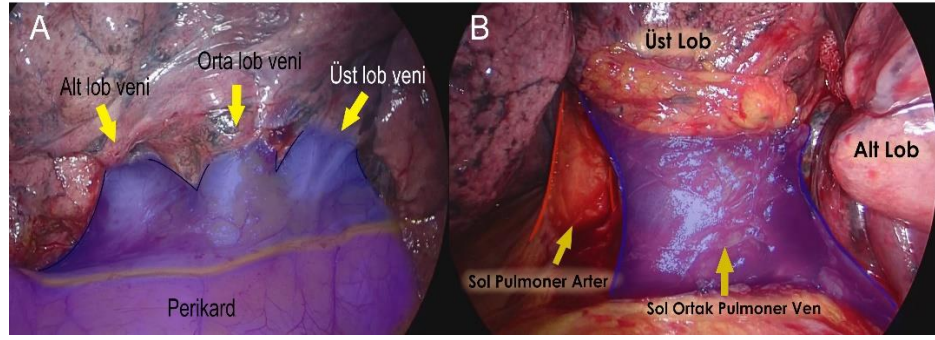 A
Alt lob veni
Orta lob veni
Üst lob veni
Perikard
B
Üst Lob
Alt Lob
Sol Pulmoner Arter
Sol Ortak Pulmoner Ven